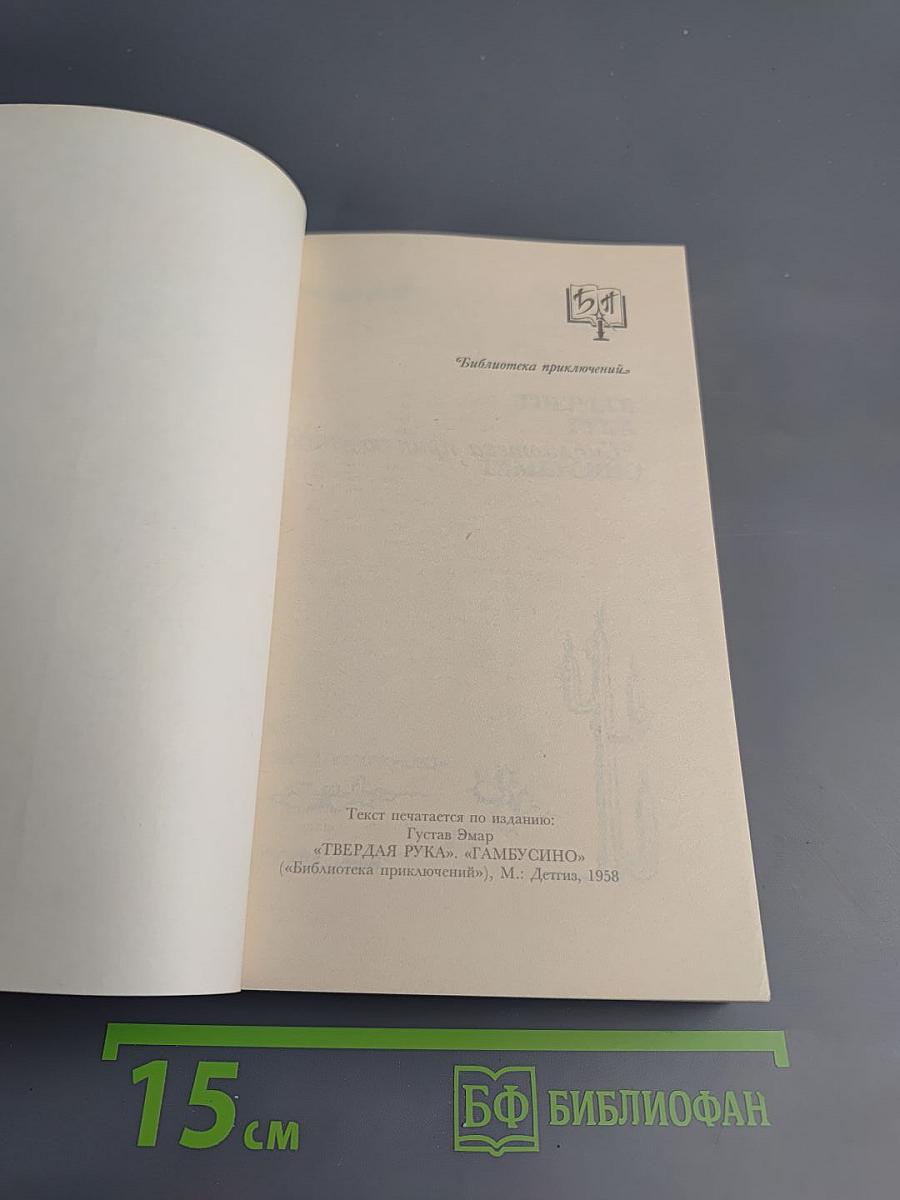 БП
«Библиотека приключений»
Текст печатается по изданию:
Густав Эмар
«ТВЕРДАЯ РУКА». «ГАМБУСИНО»
(«Библиотека приключений»), М.: Детгиз, 1958
15 см
БФ БИБЛИОФАН